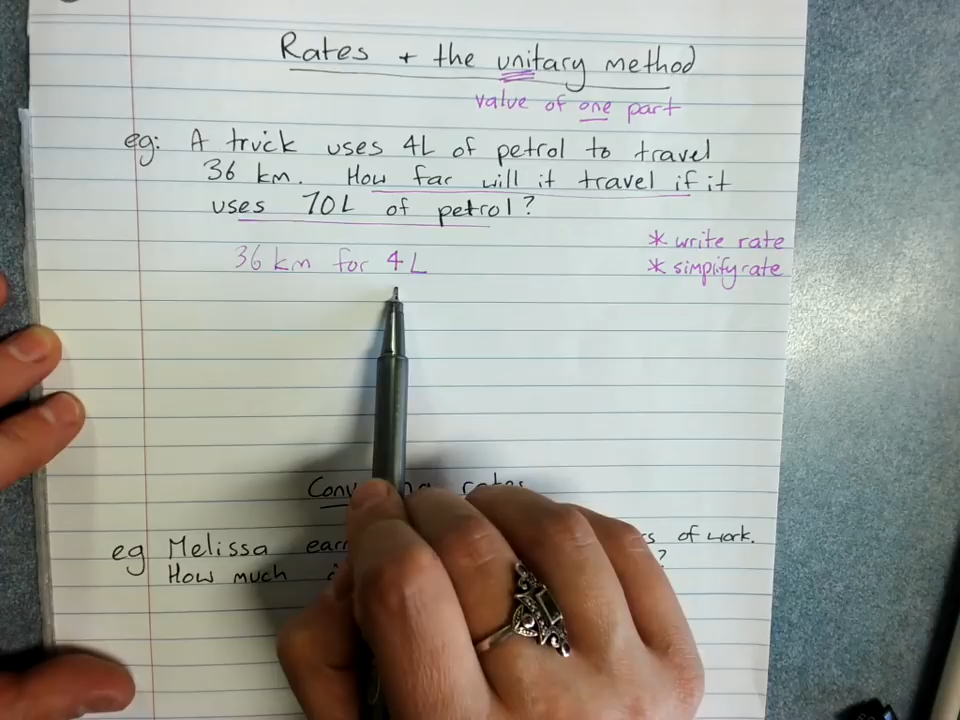 Rates + the unitary method
value of one part
eg: A truck uses 4L of petrol to travel
36 km. How far will it travel if it
uses 70L of petrol?
* write rate
36 km for 4L
* simplify rate
rates
eg Melissa of work.
How much ?